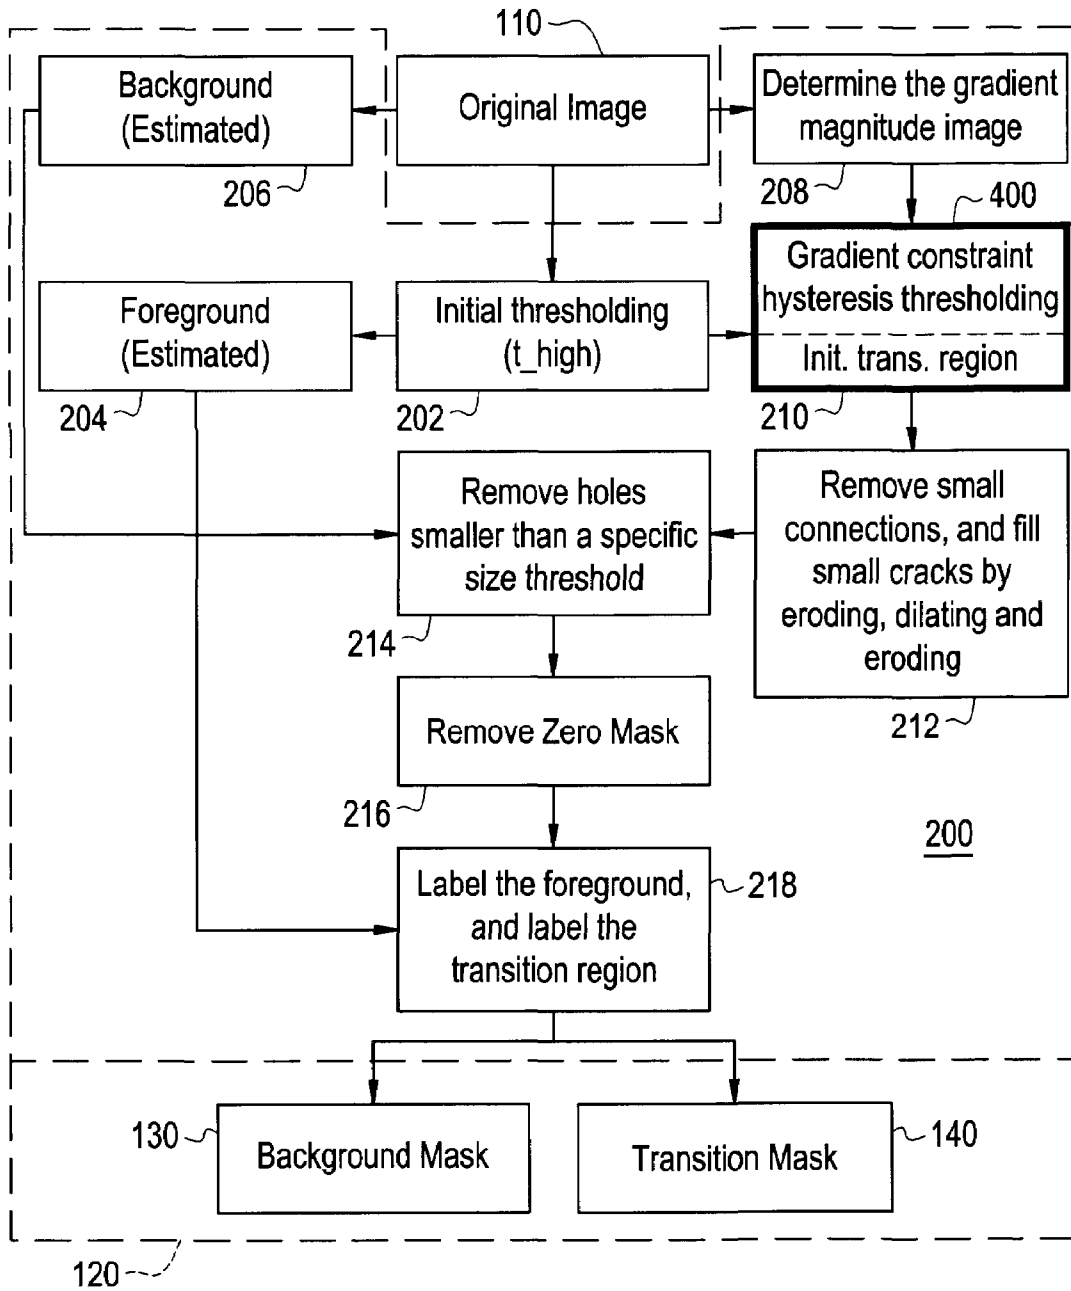 110
Background
(Estimated)
206
Original Image
Determine the gradient
magnitude image
208
400
Foreground
(Estimated)
204
Initial thresholding
(t_high)
202
Gradient constraint
hysteresis thresholding
Init. trans. region
210
Remove holes
smaller than a specific
size threshold
214
Remove small
connections, and fill
small cracks by
eroding, dilating and
eroding
212
Remove Zero Mask
216
200
Label the foreground,
and label the
transition region
218
130
Background Mask
Transition Mask
140
120